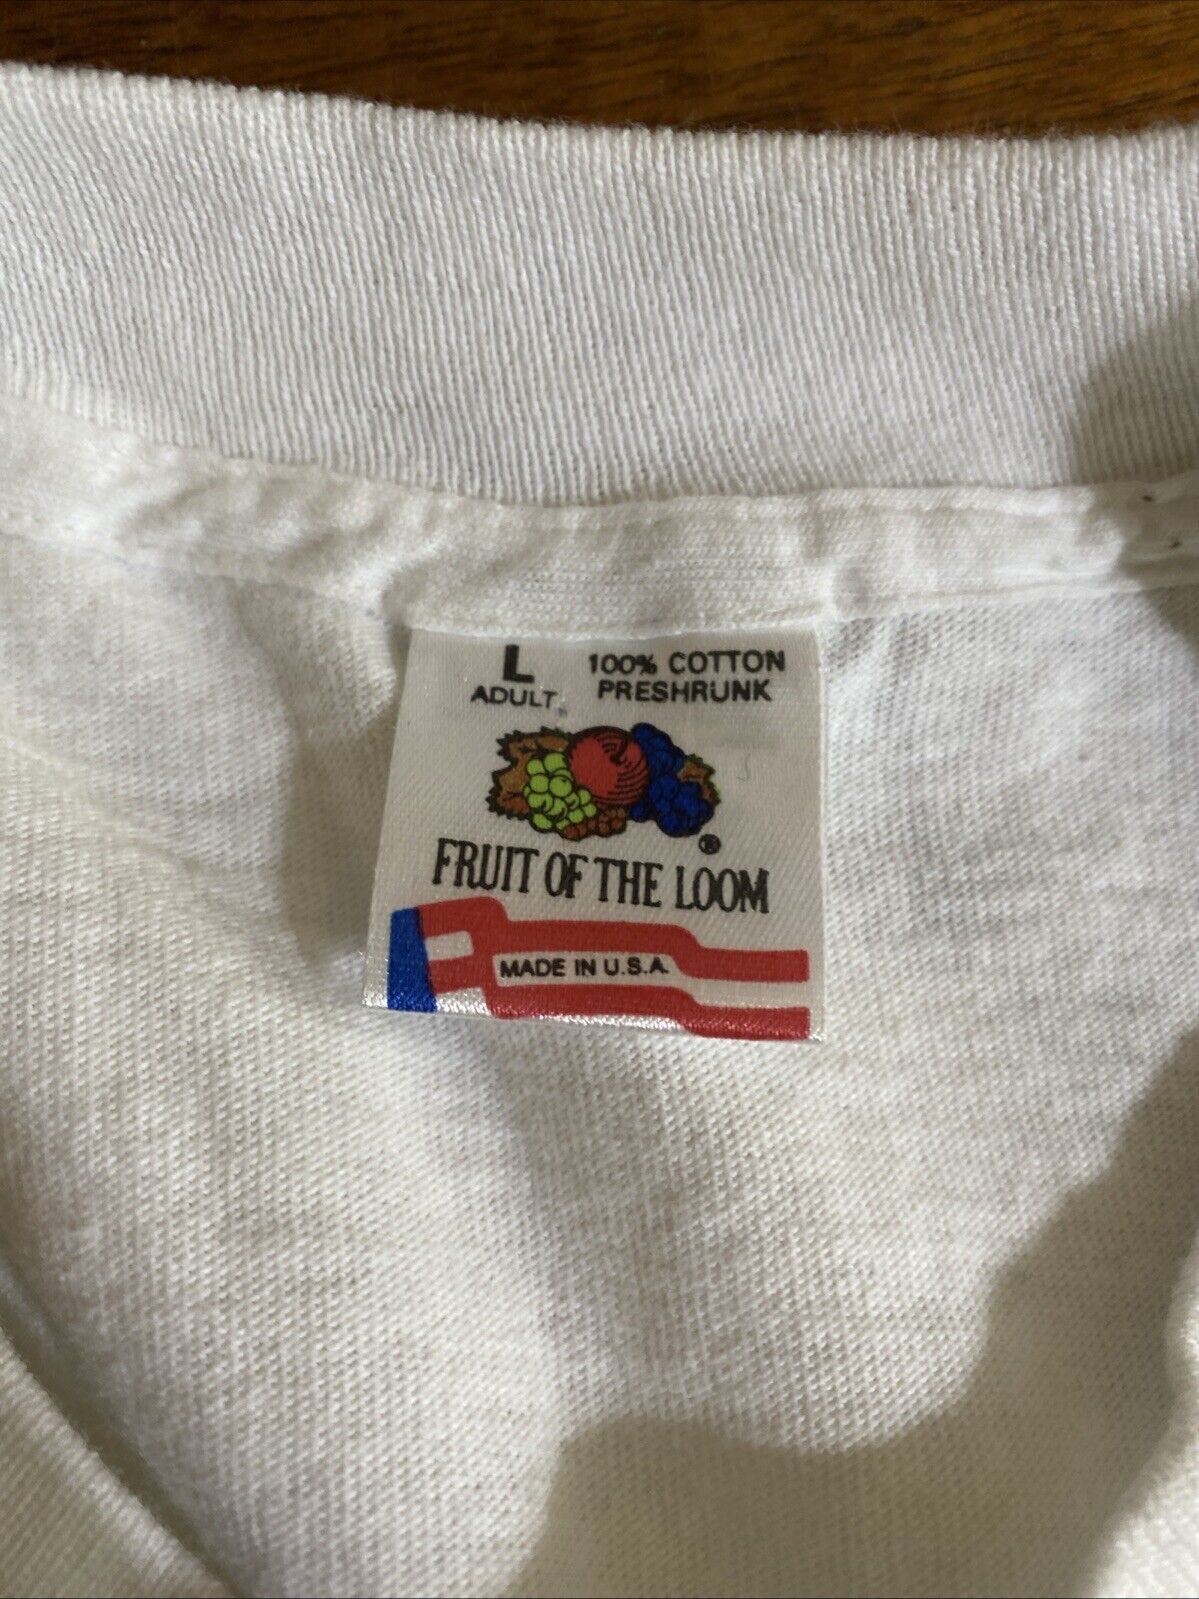 L 100% COTTON
ADULT PRESHRUNK
®
FRUIT OF THE LOOM
MADE IN U.S.A.